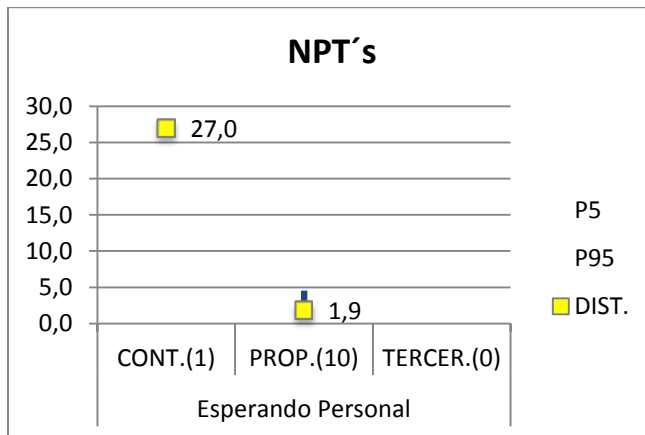 NPT´s
30,0
25,0
20,0
15,0
10,0
5,0
0,0
27,0
1,9
CONT.(1) PROP.(10) TERCER.(0)
Esperando Personal
P5
P95
DIST.